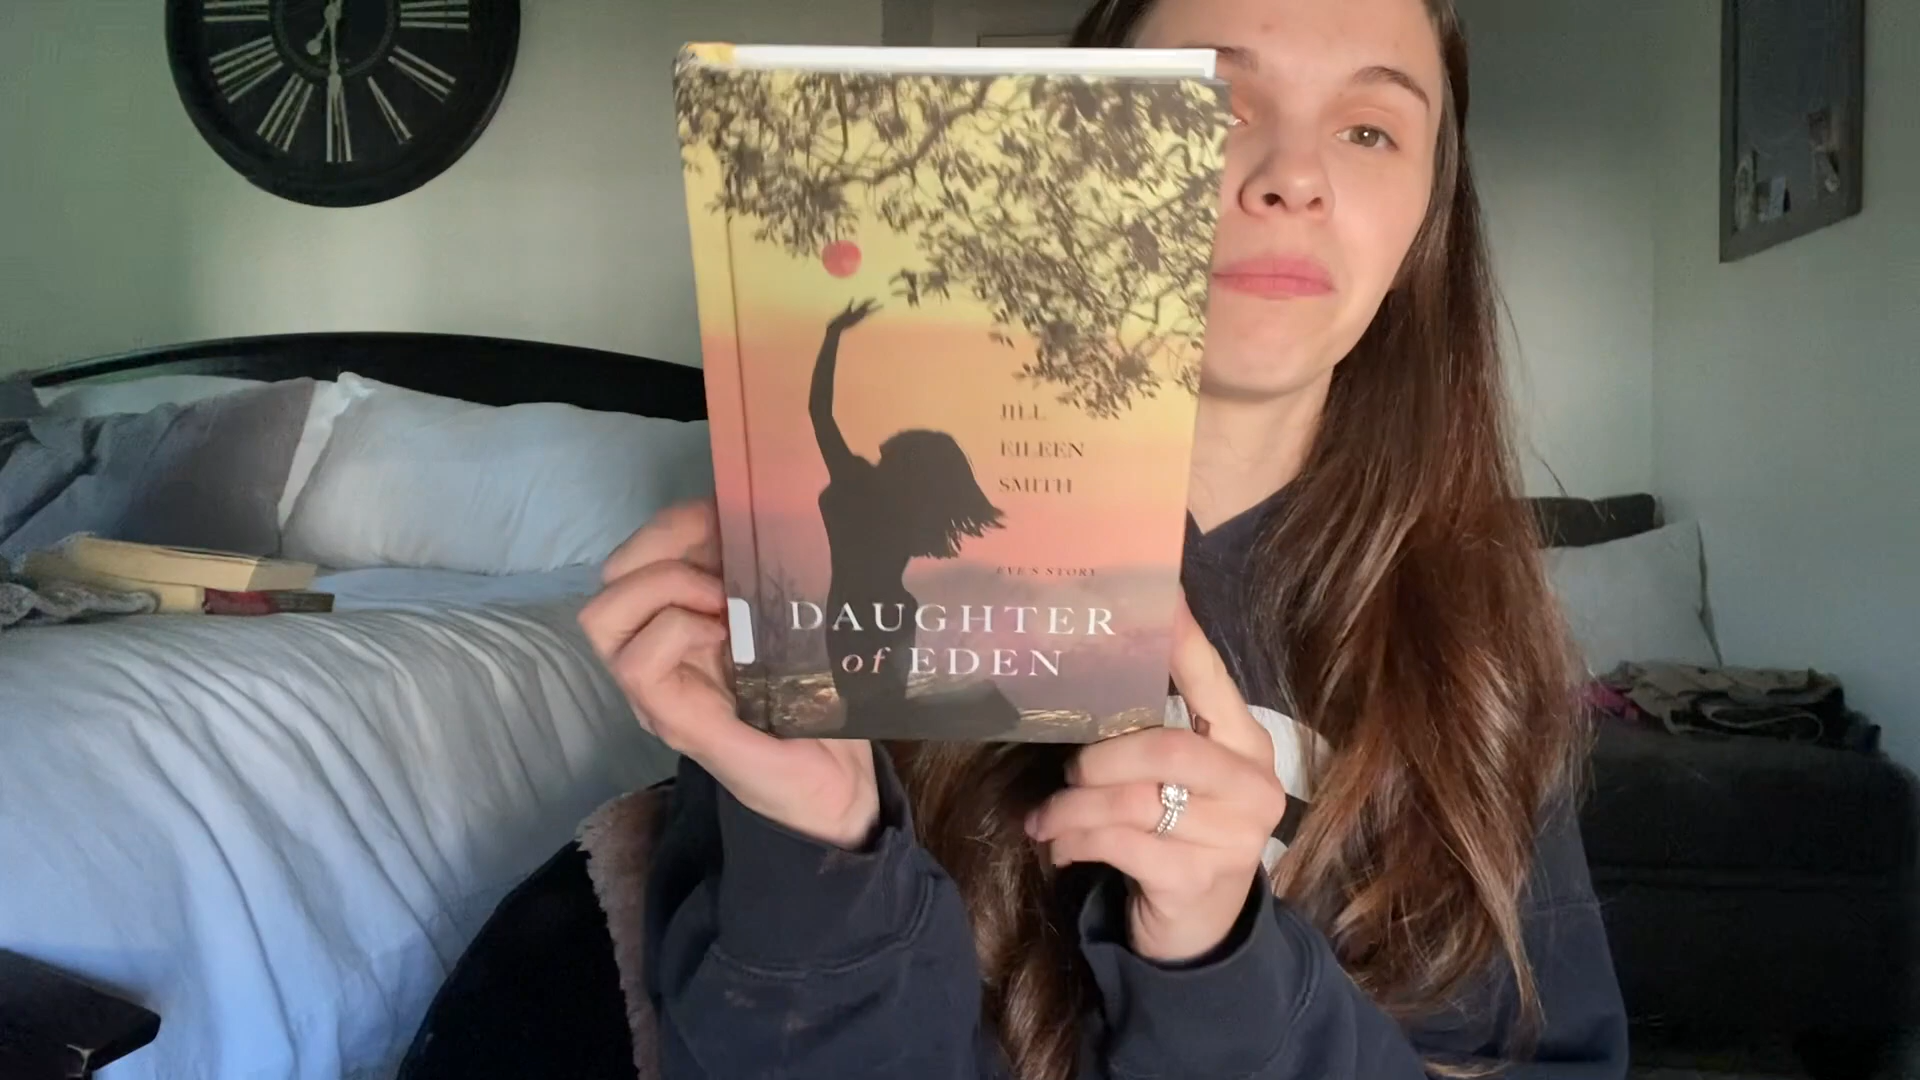 JILL
EILEEN
SMITH
EVE'S STORY
DAUGHTER
of EDEN